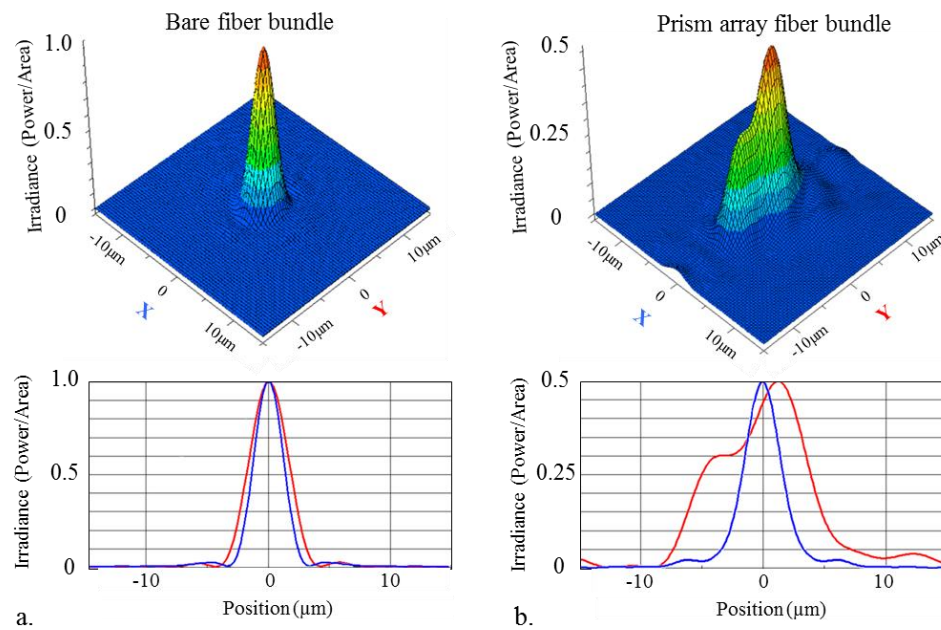 Bare fiber bundle
Irradiance (Power/Area)
1.0
0.5
0
-10µm
0
10µm
X
-10µm
0
10µm
Y
Prism array fiber bundle
Irradiance (Power/Area)
0.5
0.25
0
-10µm
0
10µm
X
-10µm
0
10µm
Y
Irradiance (Power/Area)
1.0
0.5
0
-10
0
10
Position (µm)
a.
Irradiance (Power/Area)
0.5
0.25
0
-10
0
10
Position (µm)
b.